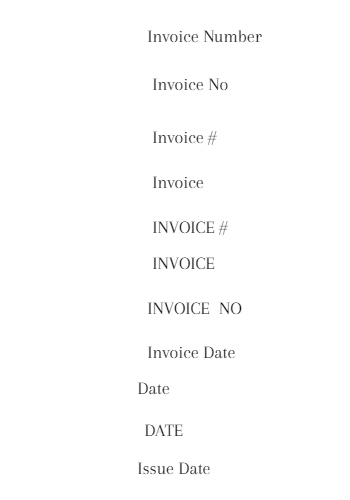 Invoice Number
Invoice No
Invoice #
Invoice
INVOICE #
INVOICE
INVOICE  NO
Invoice Date
Date
DATE
Issue Date